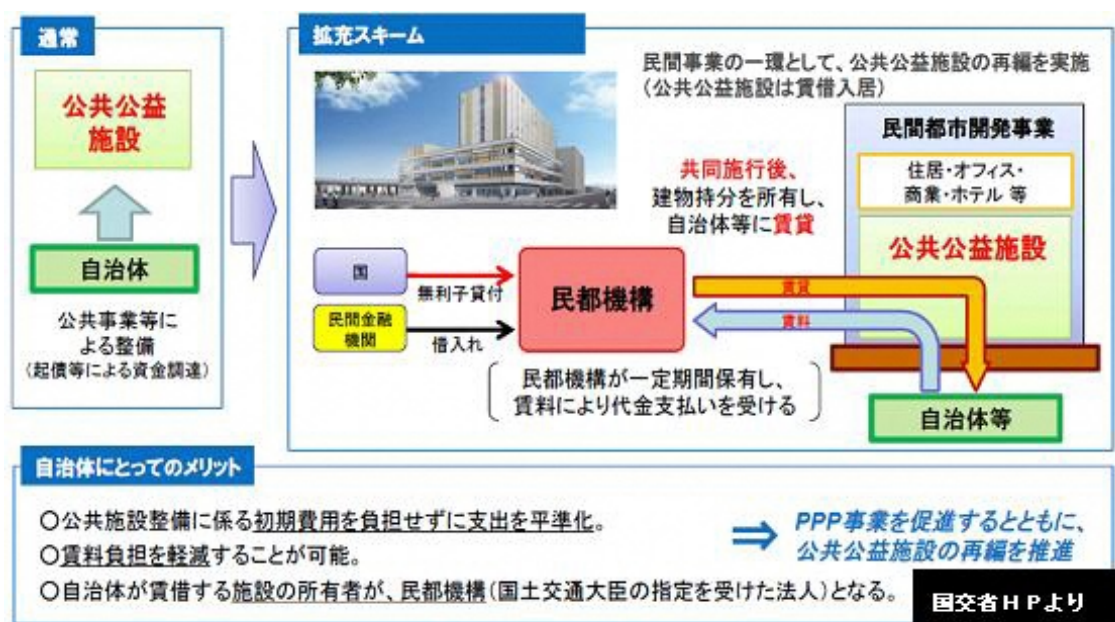 通常
公共公益
施設
自治体
公共事業等に
よる整備
(起債等による資金調達)
拡充スキーム
民間事業の一環として、公共公益施設の再編を実施
(公共公益施設は賃借入居)
共同施行後、
建物持分を所有し、
自治体等に賃貸
民間都市開発事業
住居・オフィス・
商業・ホテル 等
公共公益施設
国
無利子貸付
民間金融
機関
借入れ
民都機構
賃貸
賃料
民都機構が一定期間保有し、
賃料により代金支払いを受ける
自治体等
自治体にとってのメリット
○公共施設整備に係る初期費用を負担せずに支出を平準化。
○賃料負担を軽減することが可能。
○自治体が賃借する施設の所有者が、民都機構(国土交通大臣の指定を受けた法人)となる。
PPP事業を促進するとともに、
公共公益施設の再編を推進
国交省HPより